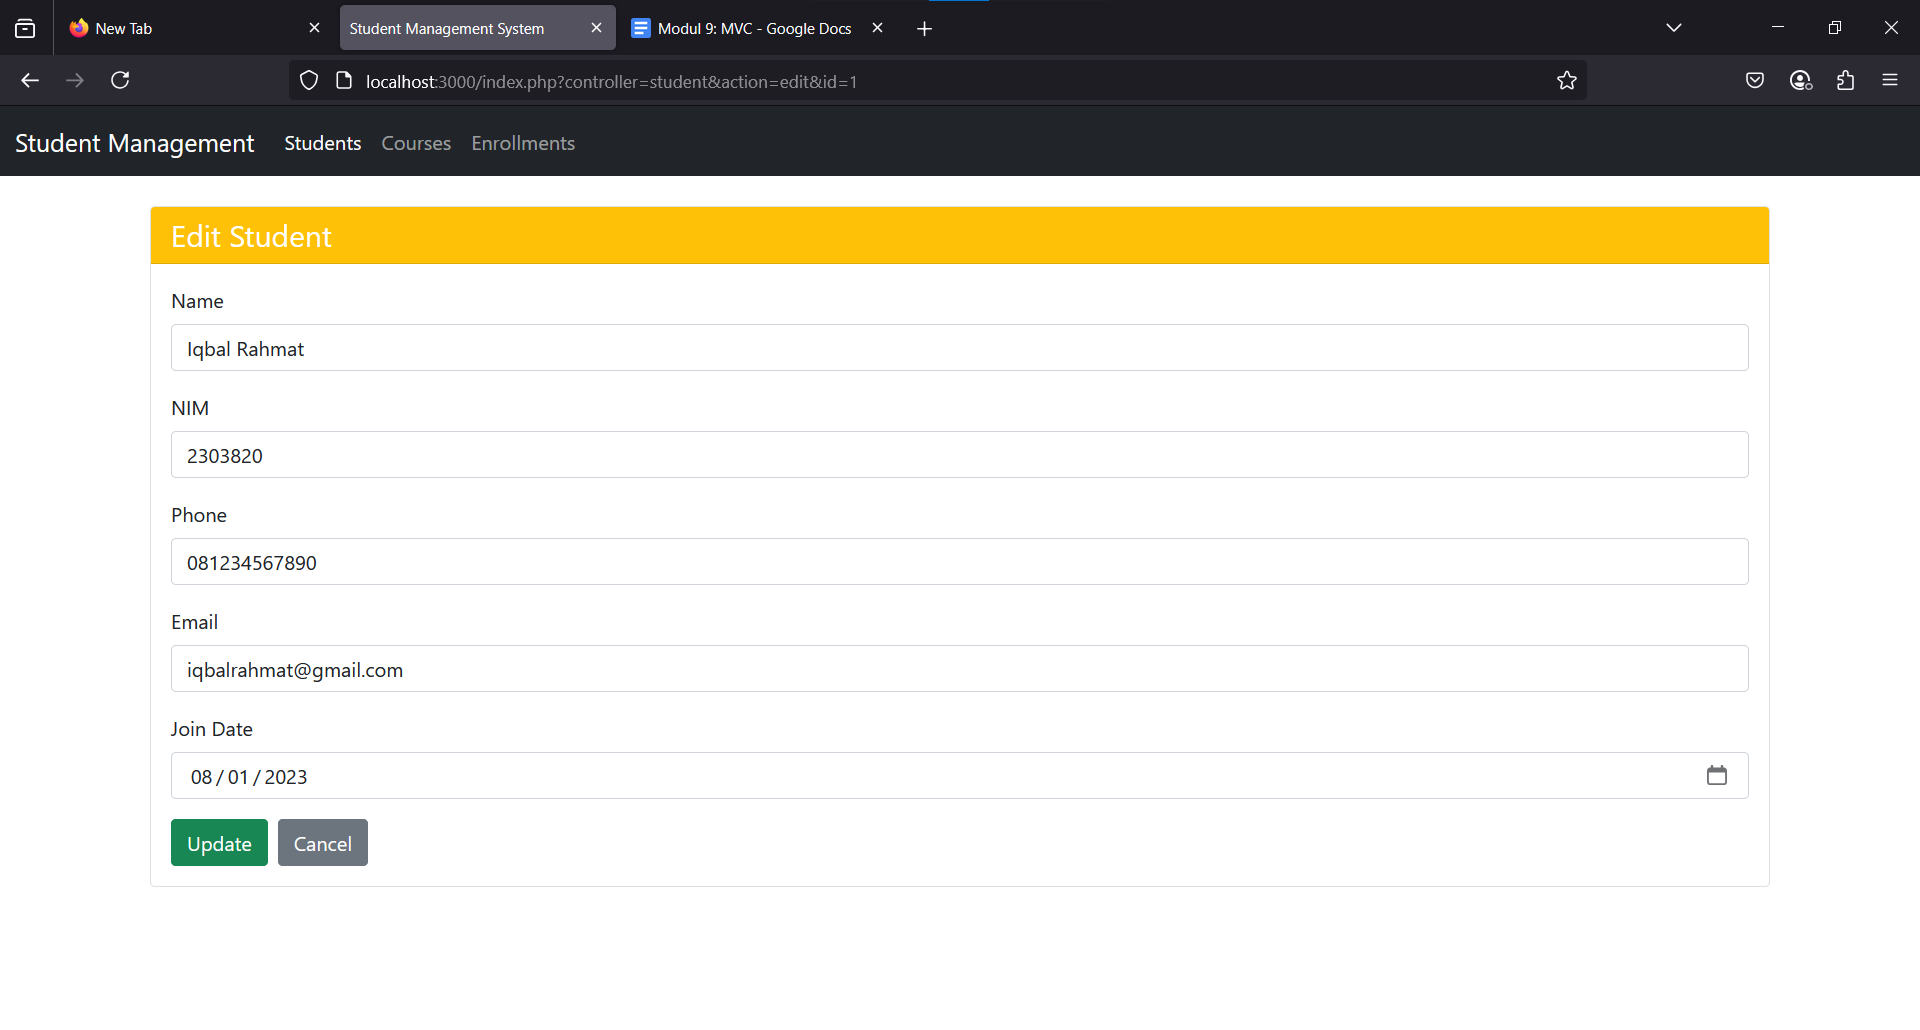 New Tab
Student Management System
Modul 9: MVC - Google Docs
localhost:3000/index.php?controller=student&action=edit&id=1
Student Management Students Courses Enrollments
Edit Student
Name
Iqbal Rahmat
NIM
2303820
Phone
081234567890
Email
iqbalrahmat@gmail.com
Join Date
08/01/2023
Update Cancel